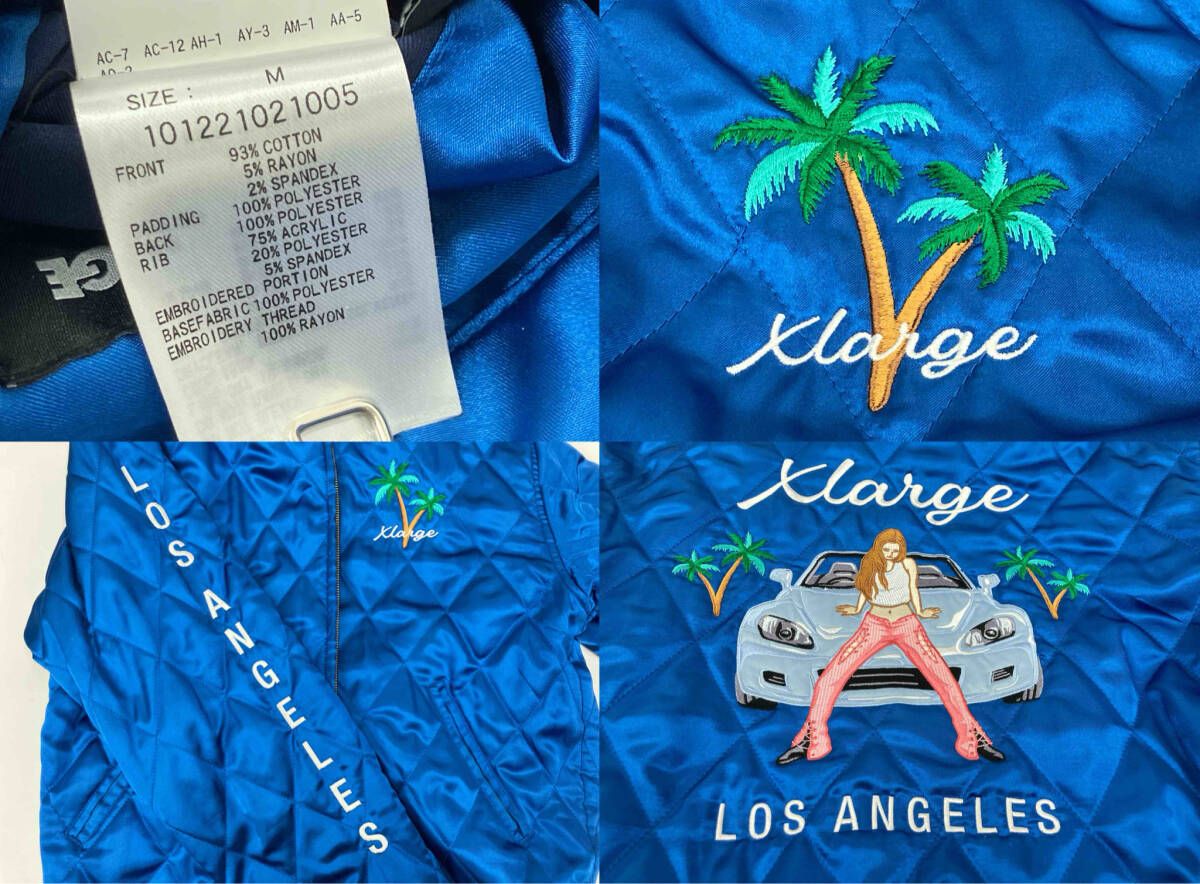 AC-7 AC-12 AH-1 AY-3 AM-1 AA-5
SIZE : M
101221021005
FRONT 93% COTTON
5% RAYON
2% SPANDEX
PADDING 100% POLYESTER
BACK 100% POLYESTER
RIB 75% ACRYLIC
20% POLYESTER
5% SPANDEX
EMBROIDERED PORTION
BASEFABRIC 100% POLYESTER
EMBROIDERY THREAD
100% RAYON
GE
Xlarge
LOS ANGELES
Xlarge
Xlarge
LOS ANGELES